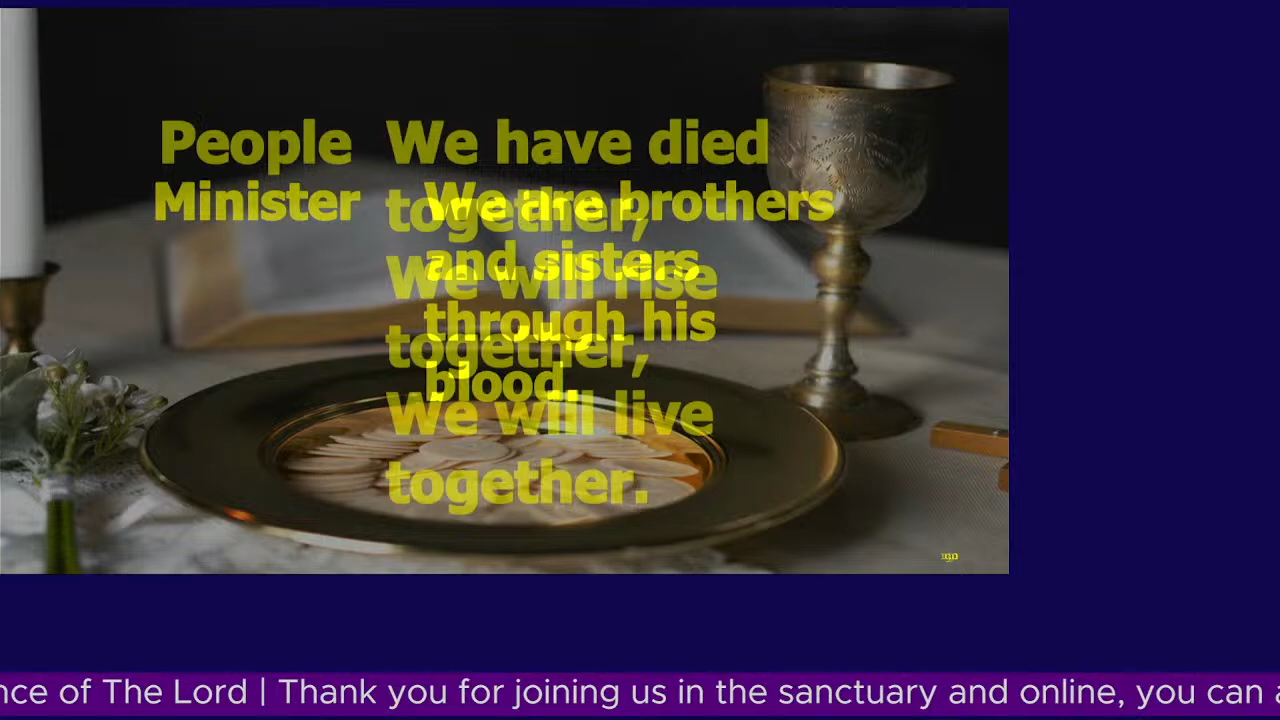 People We have died
together,
We will rise
together,
We will live
together.
Minister We are brothers
and sisters
through his
blood.
nce of The Lord | Thank you for joining us in the sanctuary and online, you can a